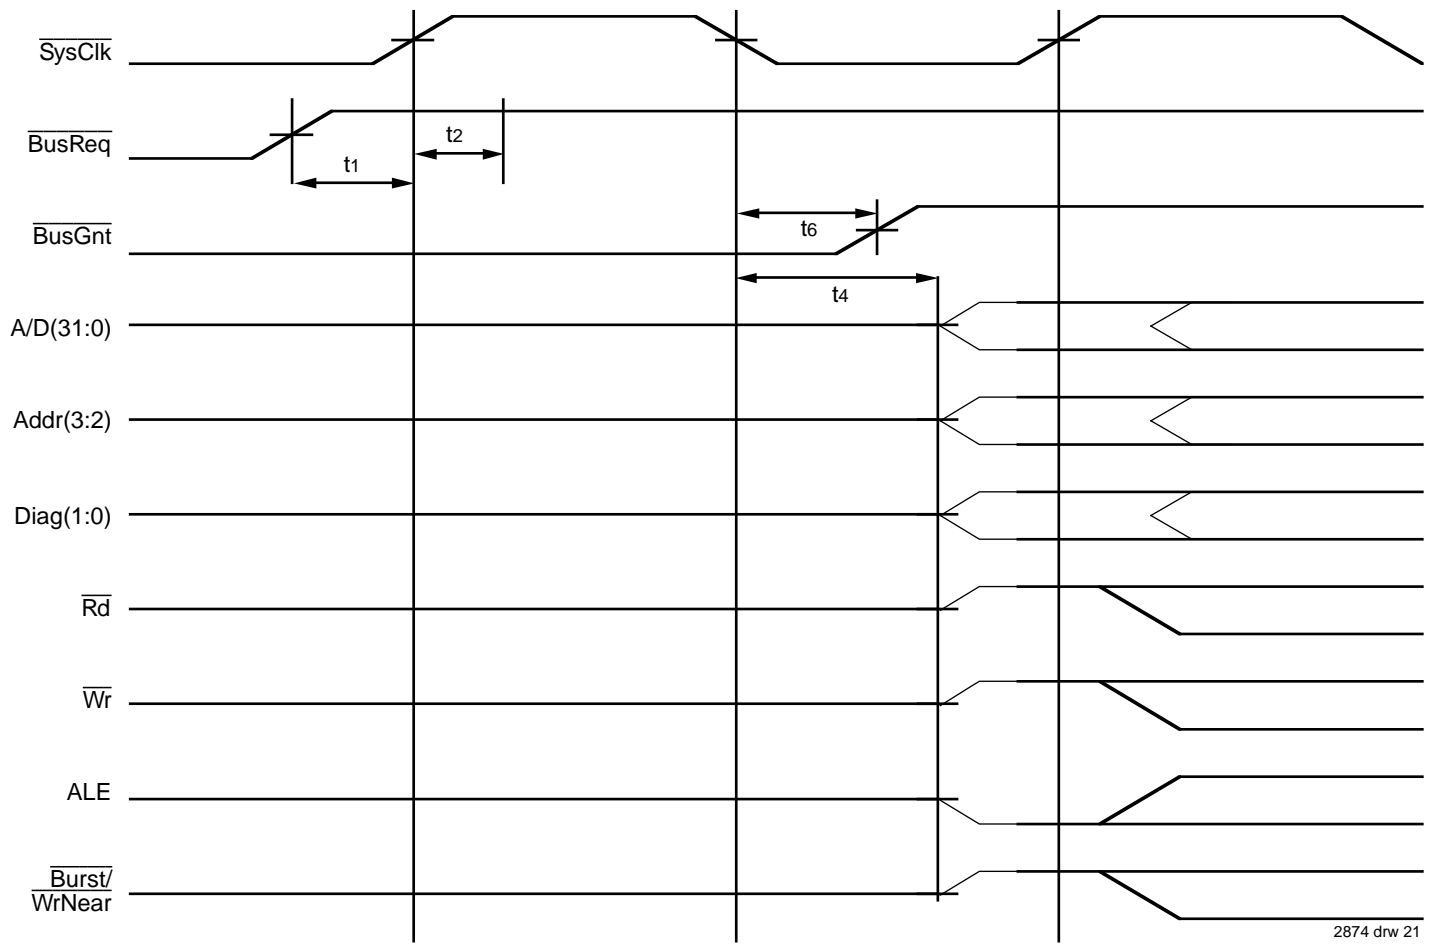 SysClk
BusReq
t2
t1
BusGnt
t6
t4
A/D(31:0)
Addr(3:2)
Diag(1:0)
Rd
Wr
ALE
Burst/
WrNear
2874 drw 21